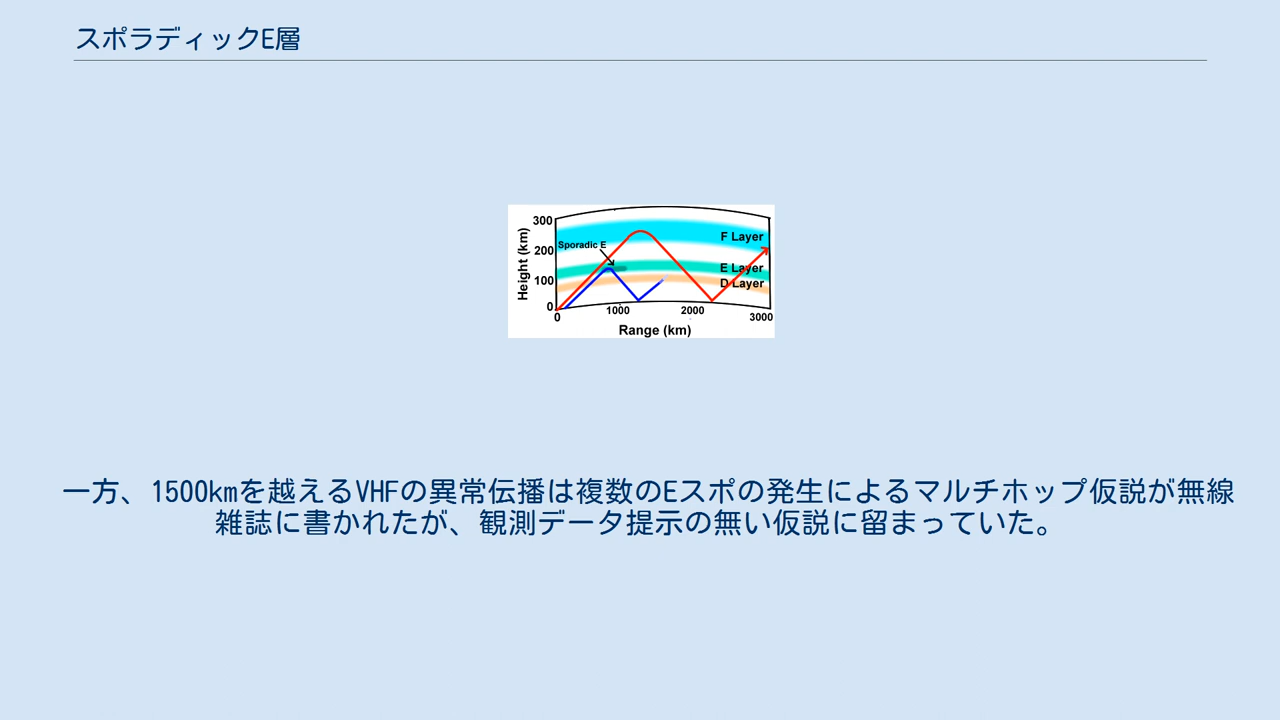 スポラディックE層
300
200
100
0
Height (km)
Sporadic E
F Layer
E Layer
D Layer
0
1000
2000
3000
Range (km)
一方、1500kmを越えるVHFの異常伝播は複数のEスポの発生によるマルチホップ仮説が無線
雑誌に書かれたが、観測データ提示の無い仮説に留まっていた。